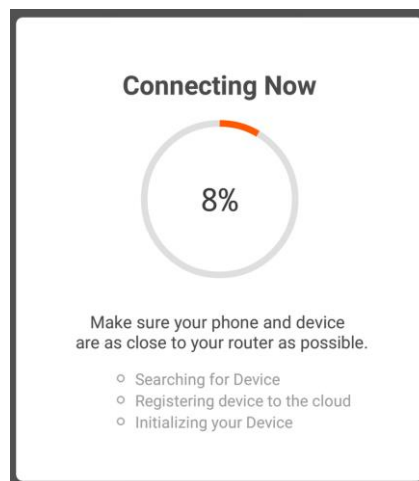 Connecting Now
8%
Make sure your phone and device
are as close to your router as possible.
Searching for Device
Registering device to the cloud
Initializing your Device